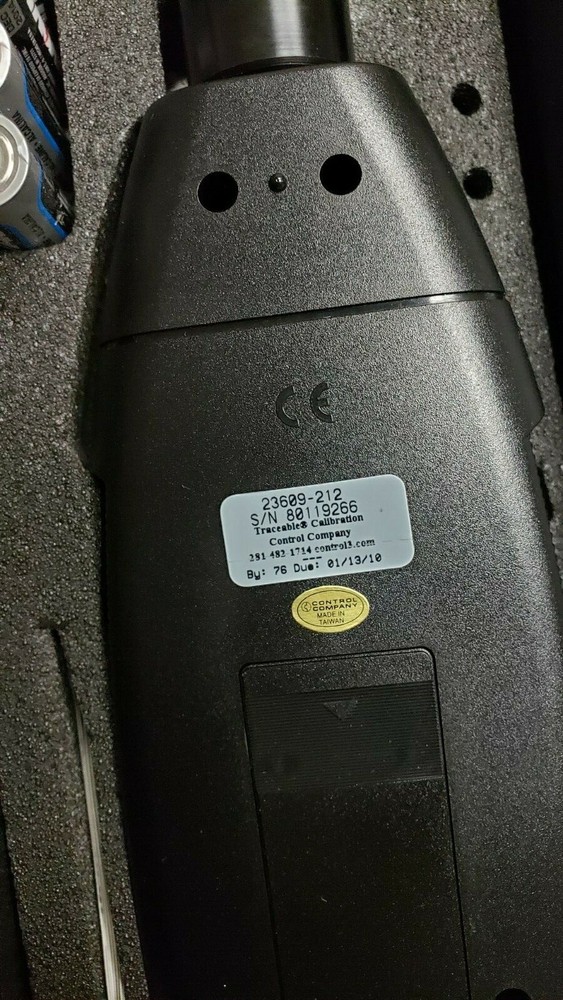 CE
23609-212
S/N 80119266
Traceable® Calibration
Control Company
281 482-1714 control3.com
---
By: 76 Due: 01/13/10
CONTROL
COMPANY
MADE IN
TAIWAN